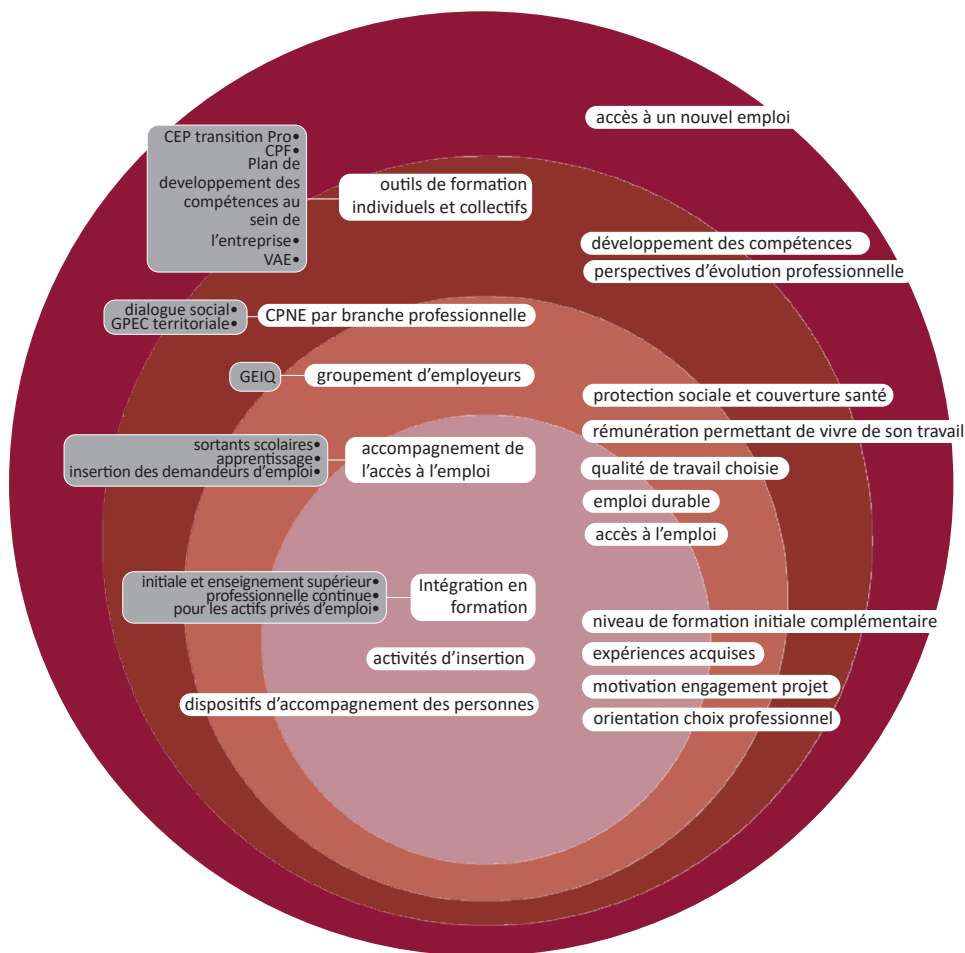 accès à un nouvel emploi
CEP transition Pro•
CPF•
Plan de
developpement des
compétences au
sein de
l'entreprise•
VAE•
outils de formation
individuels et collectifs
développement des compétences
perspectives d'évolution professionnelle
dialogue social•
GPEC territoriale•
CPNE par branche professionnelle
GEIQ
groupement d'employeurs
protection sociale et couverture santé
rémunération permettant de vivre de son travail
sortants scolaires•
apprentissage•
insertion des demandeurs d'emploi•
accompagnement de
l'accès à l'emploi
qualité de travail choisie
emploi durable
accès à l'emploi
initiale et enseignement supérieur•
professionnelle continue•
pour les actifs privés d'emploi•
Intégration en
formation
niveau de formation initiale complémentaire
activités d'insertion
expériences acquises
motivation engagement projet
dispositifs d'accompagnement des personnes
orientation choix professionnel